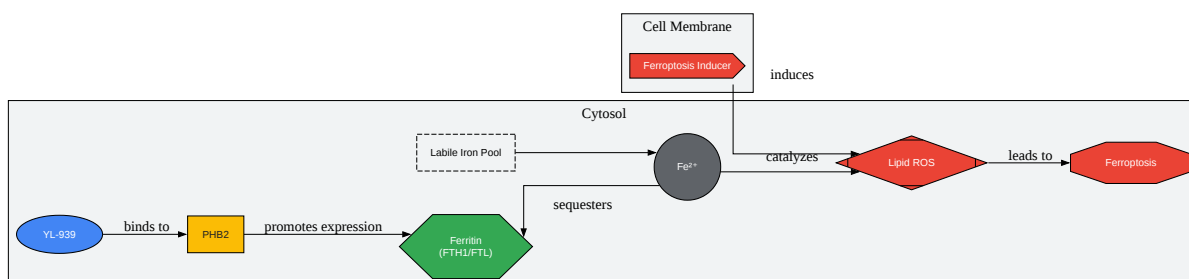 Cell Membrane
Ferroptosis Inducer
induces
Cytosol
Labile Iron Pool
Fe²⁺
catalyzes
Lipid ROS
leads to
Ferroptosis
sequesters
YL-939
binds to
PHB2
promotes expression
Ferritin
(FTH1/FTL)